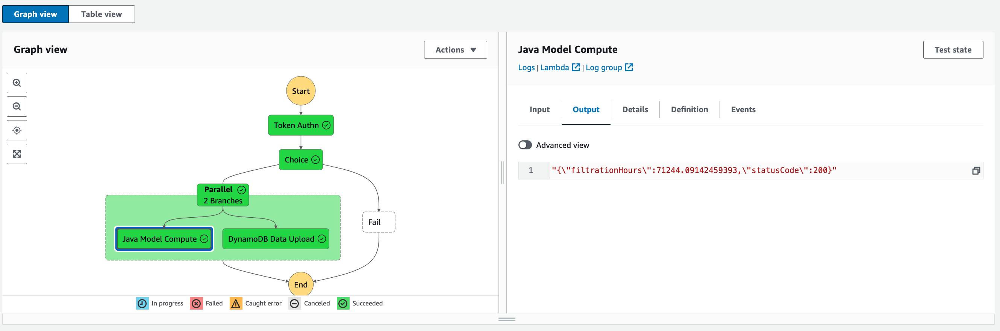 Graph view Table view
Graph view Actions
Start
Token Authn
Choice
Parallel
2 Branches
Fail
Java Model Compute DynamoDB Data Upload
End
In progress Failed Caught error Canceled Succeeded
Java Model Compute Test state
Logs | Lambda | Log group
Input Output Details Definition Events
Advanced view
1 "{\"filtrationHours\":71244.09142459393,\"statusCode\":200}"